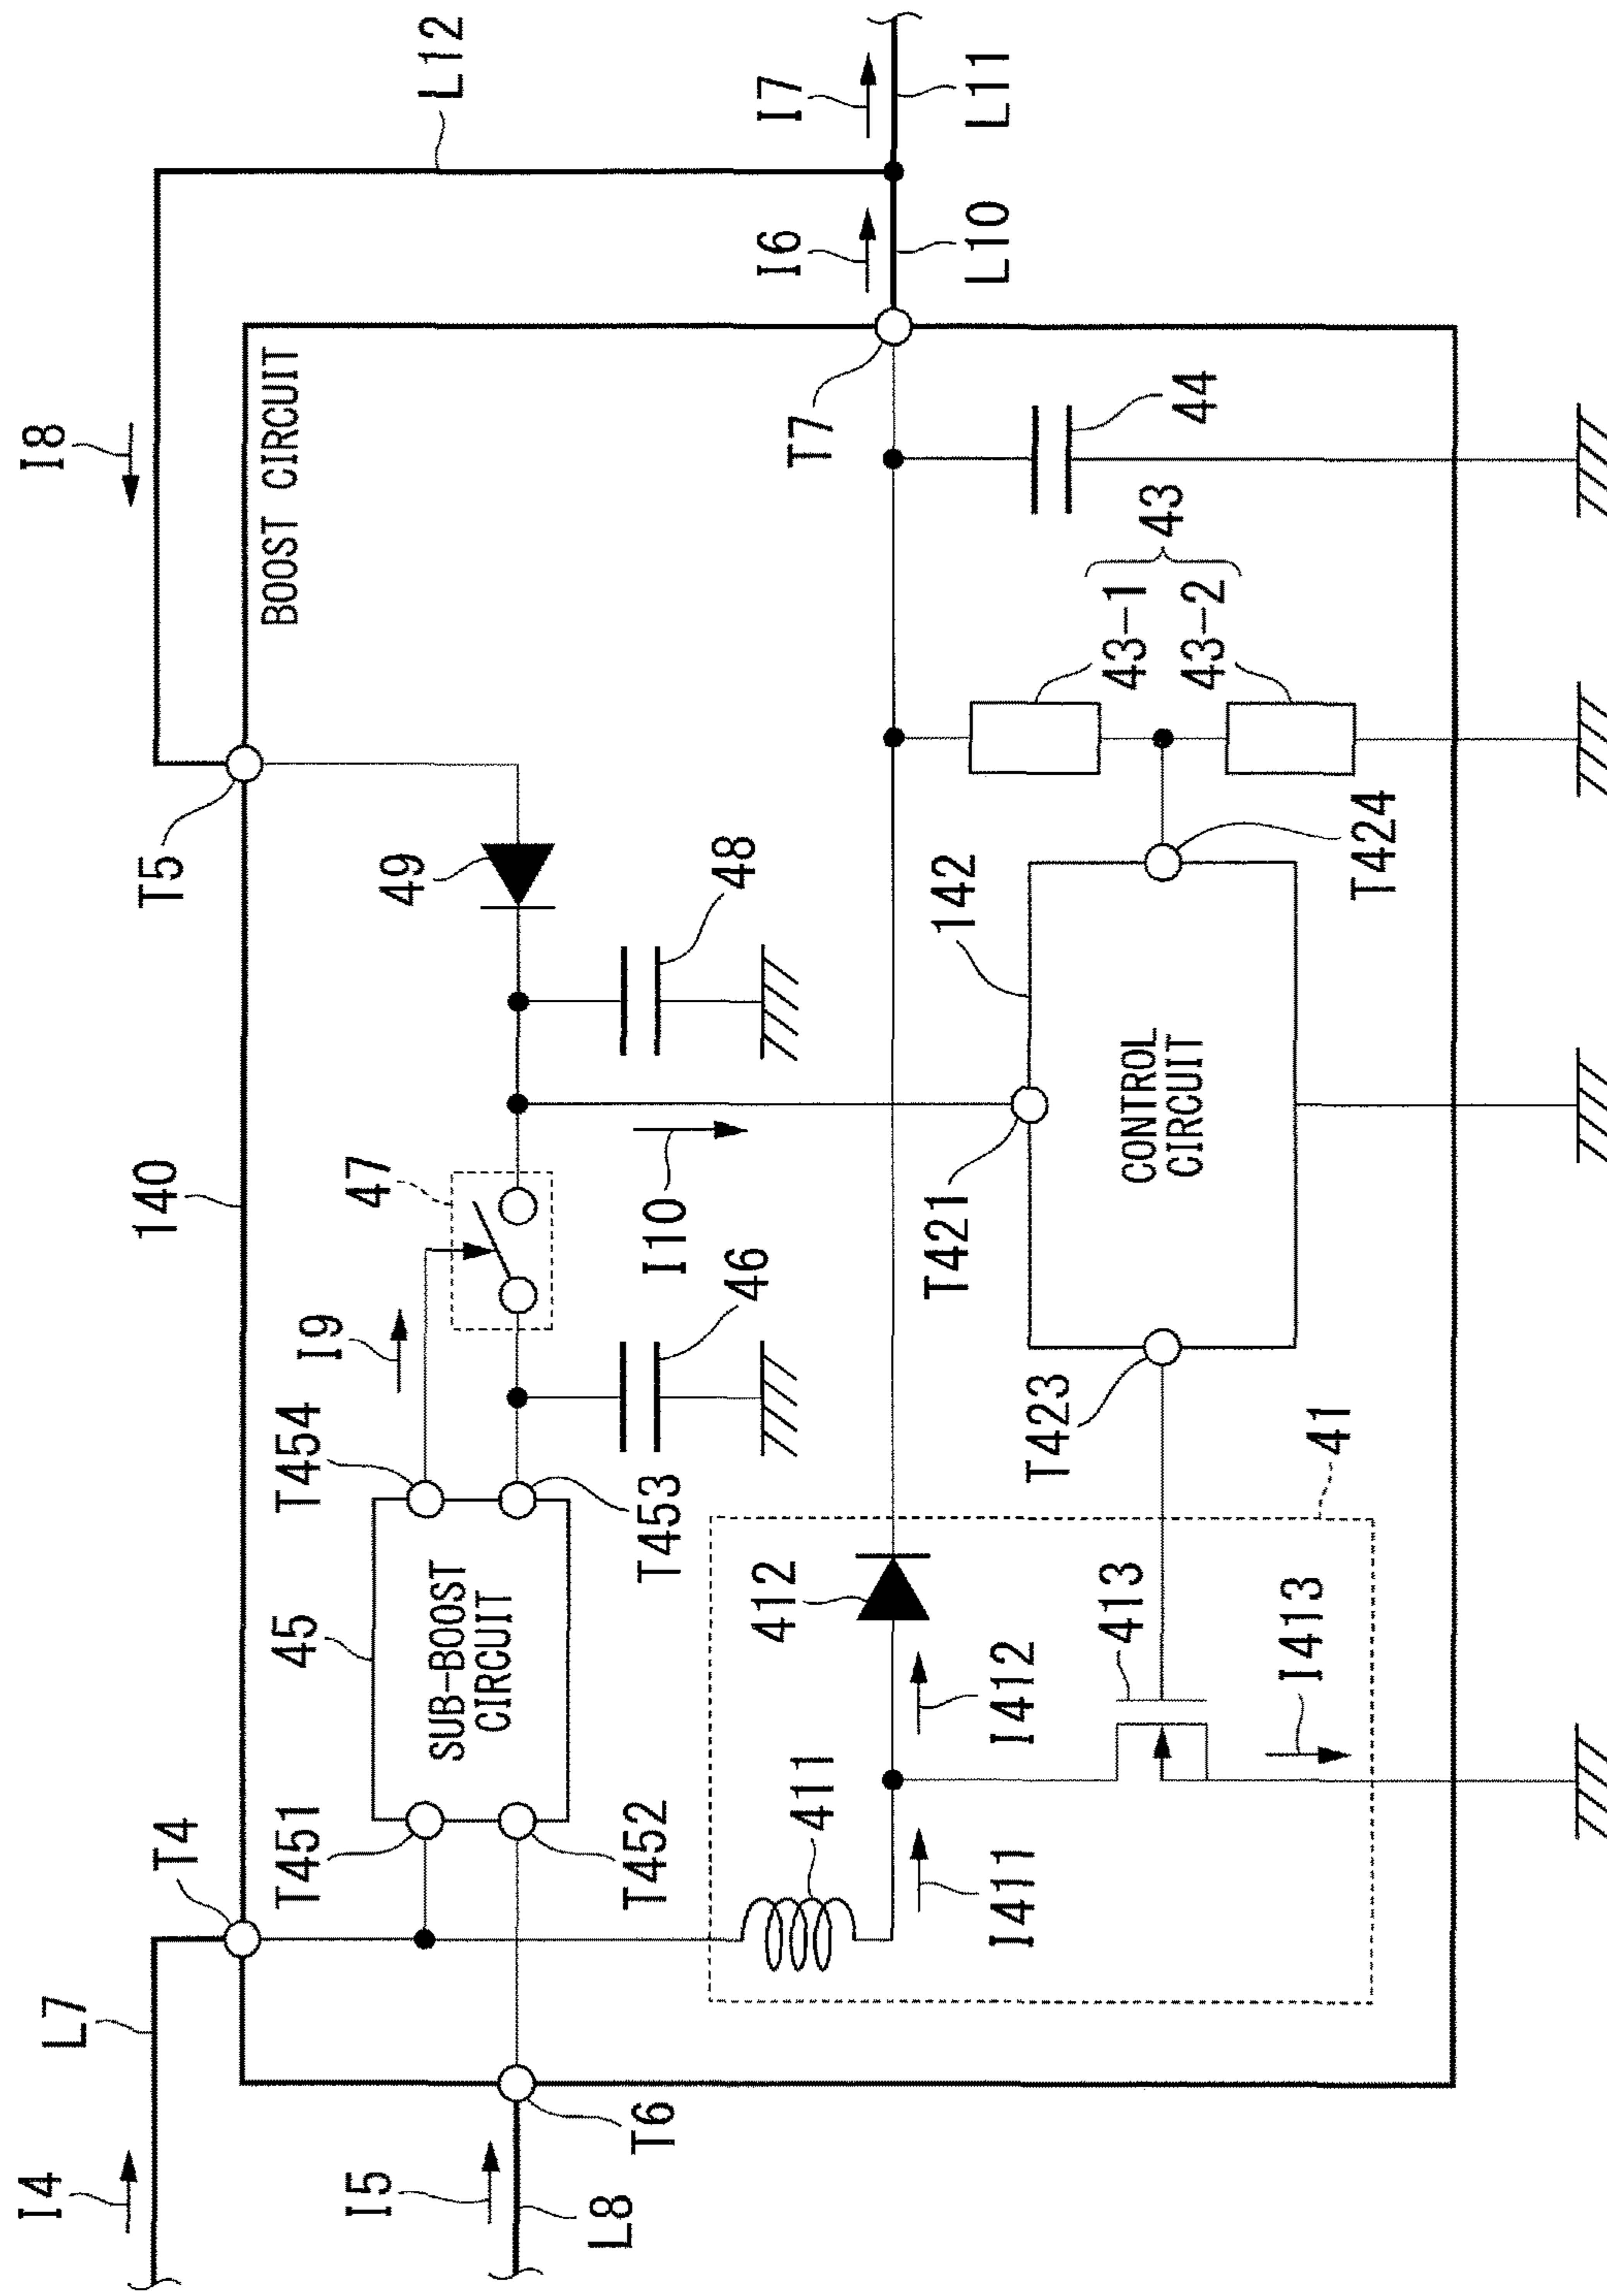 I8
L12
BOOST CIRCUIT
140
T4
L7
I4
T5
I7
L11
I6
L10
T7
49
48
47
I9
T454
45
SUB-BOOST
CIRCUIT
T451
T452
T453
I5
L8
T6
46
I10
44
43
43-1
43-2
142
T421
CONTROL
CIRCUIT
T424
T423
41
412
I412
411
I411
413
I413